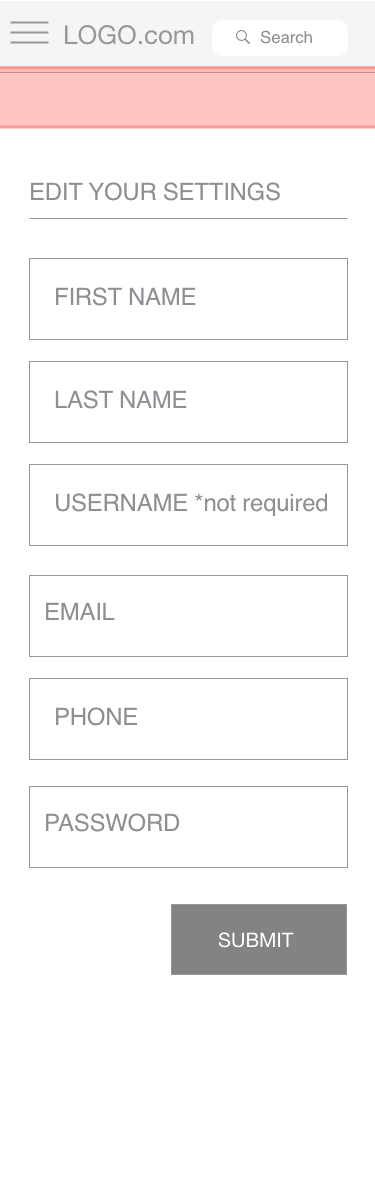 LOGO.com Search
EDIT YOUR SETTINGS
FIRST NAME
LAST NAME
USERNAME *not required
EMAIL
PHONE
PASSWORD
SUBMIT